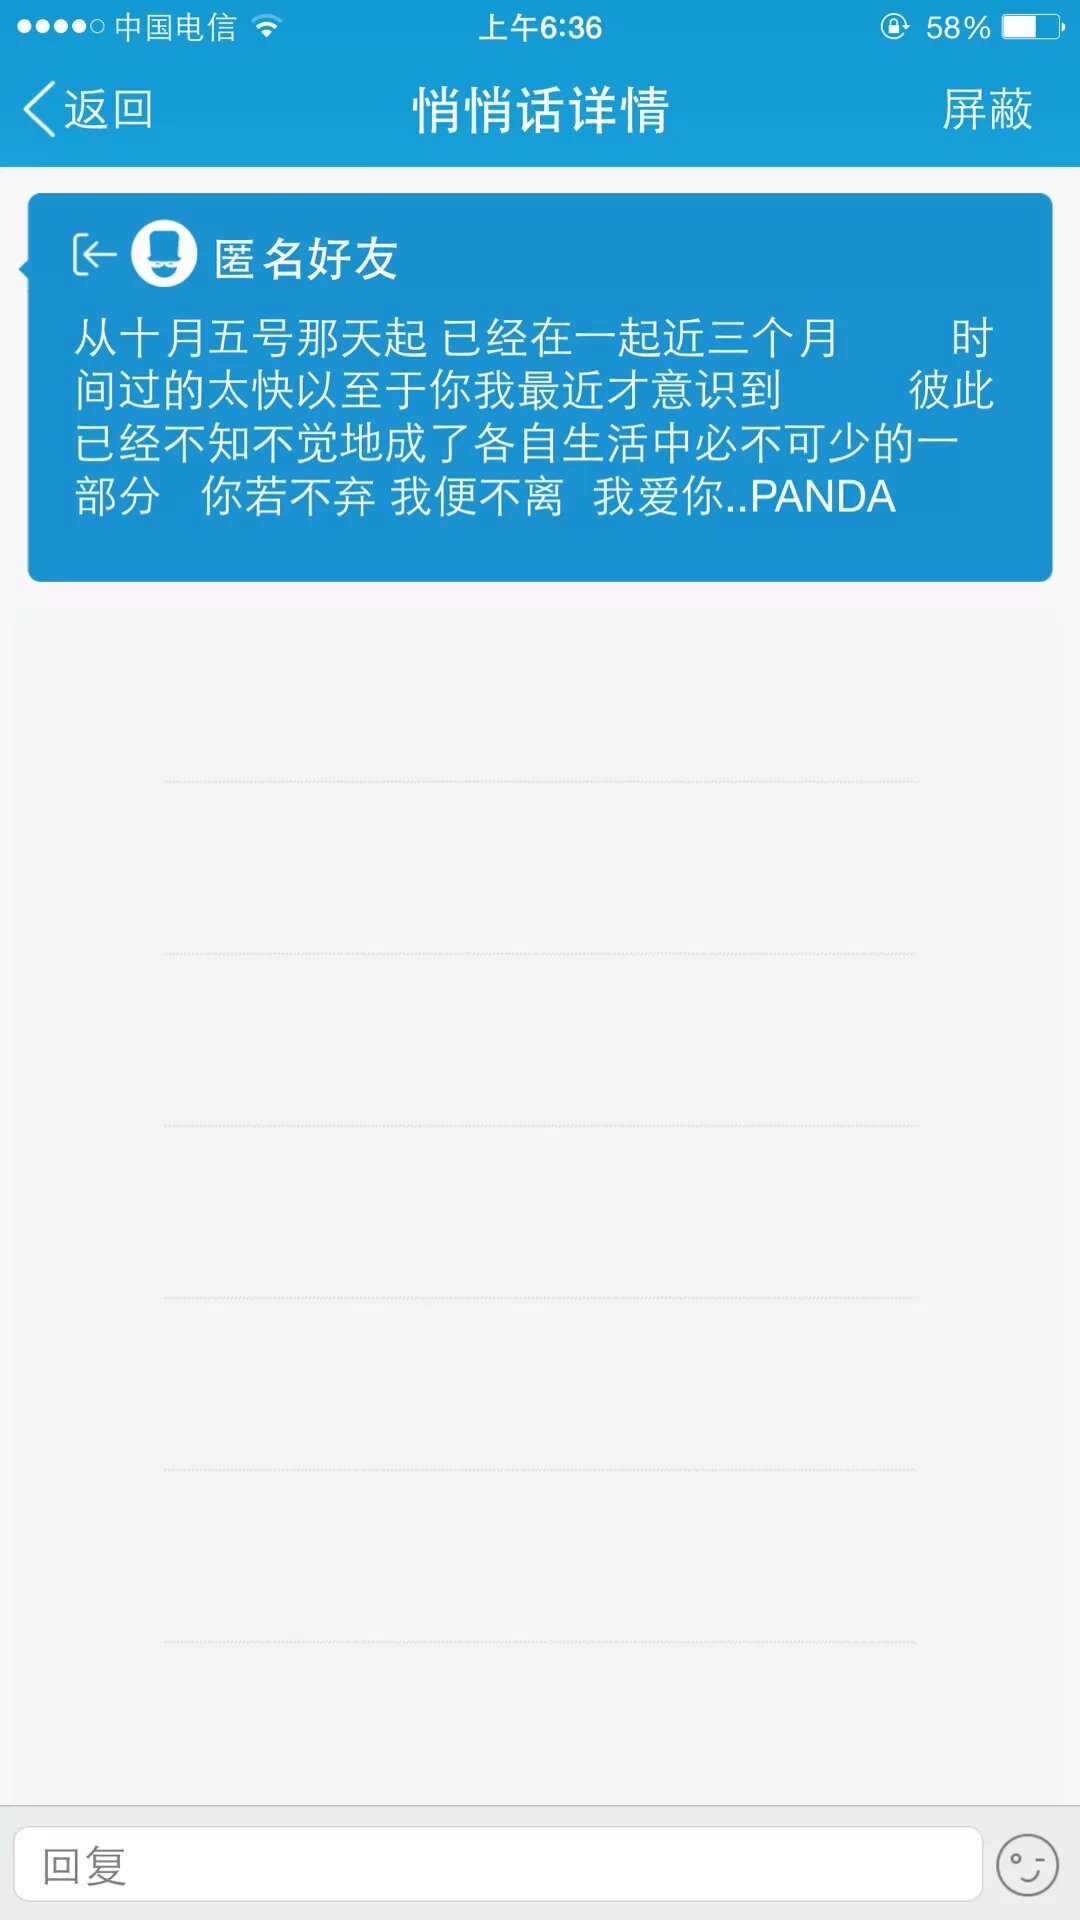 中国电信 上午6:36 58%
返回 悄悄话详情 屏蔽
匿名好友
从十月五号那天起 已经在一起近三个月 时
间过的太快以至于你我最近才意识到 彼此
已经不知不觉地成了各自生活中必不可少的一
部分 你若不弃 我便不离 我爱你..PANDA
回复